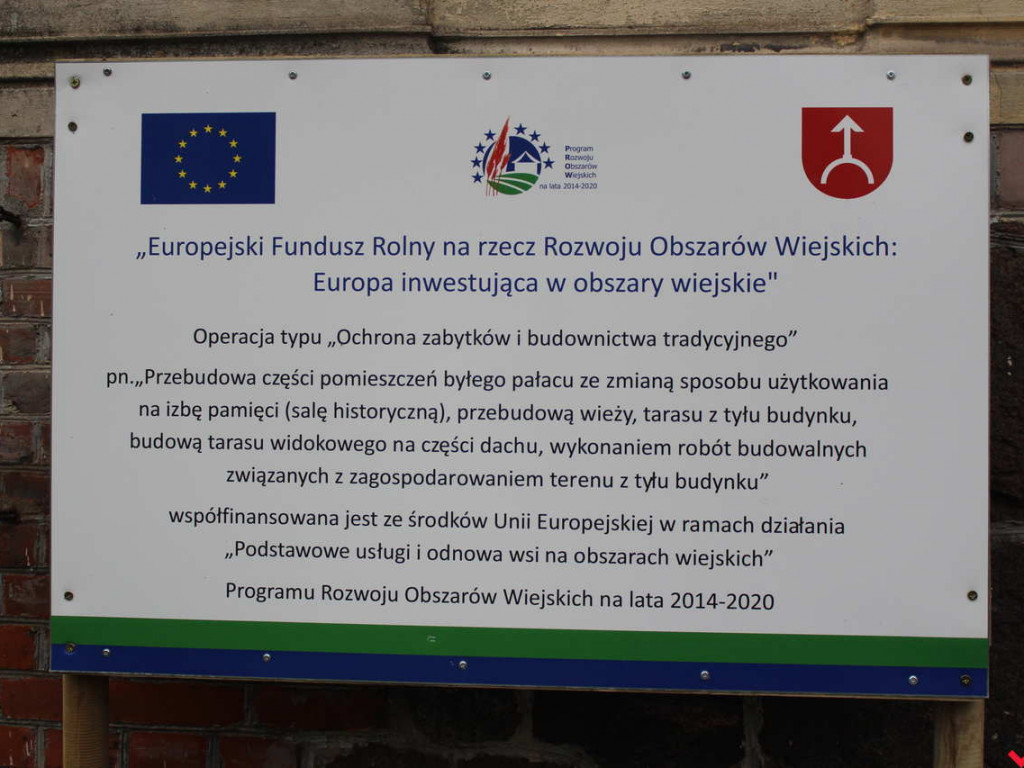 Program
Rozwoju
Obszarów
Wiejskich
na lata 2014-2020
„Europejski Fundusz Rolny na rzecz Rozwoju Obszarów Wiejskich:
Europa inwestująca w obszary wiejskie"
Operacja typu „Ochrona zabytków i budownictwa tradycyjnego”
pn.„Przebudowa części pomieszczeń byłego pałacu ze zmianą sposobu użytkowania
na izbę pamięci (salę historyczną), przebudową wieży, tarasu z tyłu budynku,
budową tarasu widokowego na części dachu, wykonaniem robót budowalnych
związanych z zagospodarowaniem terenu z tyłu budynku”
współfinansowana jest ze środków Unii Europejskiej w ramach działania
„Podstawowe usługi i odnowa wsi na obszarach wiejskich”
Programu Rozwoju Obszarów Wiejskich na lata 2014-2020